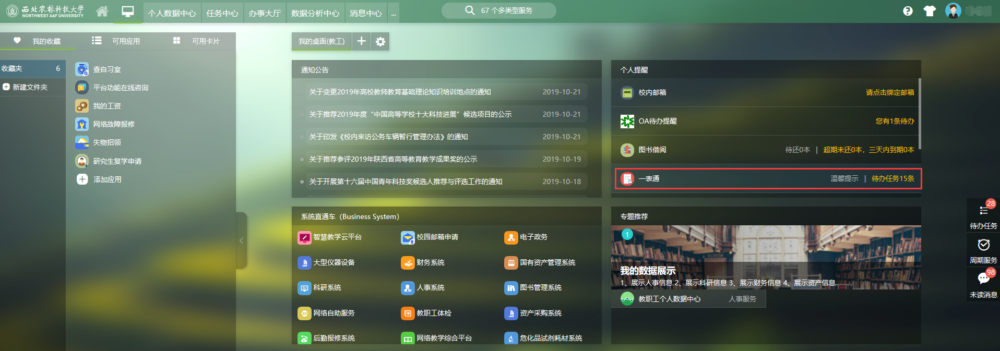 西北农林科技大学
NORTHWEST A&F UNIVERSITY
个人数据中心
任务中心
办事大厅
数据分析中心
消息中心
...
67 个多类型服务
我的收藏
可用应用
可用卡片
收藏夹 6
新建文件夹
查自习室
平台功能在线咨询
我的工资
网络故障报修
失物招领
研究生复学申请
添加应用
我的桌面(教工)
通知公告
关于变更2019年高校教师教育基础理论知识培训地点的通知 2019-10-21
关于推荐2019年度“中国高等学校十大科技进展”候选项目的公示 2019-10-21
关于印发《校内来访公务车辆暂行管理办法》的通知 2019-10-21
关于推荐参评2019年陕西省高等教育教学成果奖的公示 2019-10-19
关于开展第十六届中国青年科技奖候选人推荐与评选工作的通知 2019-10-18
个人提醒
校内邮箱 请点击绑定邮箱
OA待办提醒 您有1条待办
图书借阅 待还0本 | 超期未还0本，三天内到期0本
一表通 温馨提示 | 待办任务15条
系统直通车（Business System）
智慧教学云平台 校园邮箱申请 电子政务
大型仪器设备 财务系统 国有资产管理系统
科研系统 人事系统 图书管理系统
网络自助服务 教职工体检 资产采购系统
后勤报修系统 网络教学综合平台 危化品试剂耗材系统
专题推荐
1
我的数据展示
1、展示人事信息 2、展示科研信息 3、展示财务信息 4、展示资产信息
教职工个人数据中心 人事服务
28
待办任务
周期服务
98
未读消息